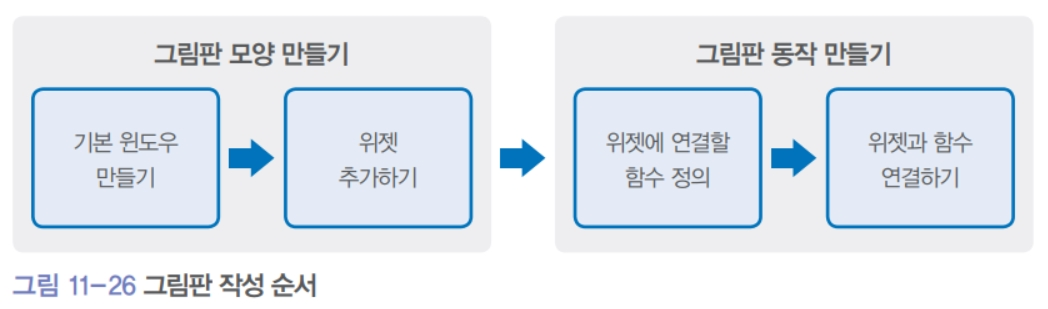 그림판 모양 만들기
기본 윈도우
만들기
위젯
추가하기
그림판 동작 만들기
위젯에 연결할
함수 정의
위젯과 함수
연결하기
그림 11-26 그림판 작성 순서